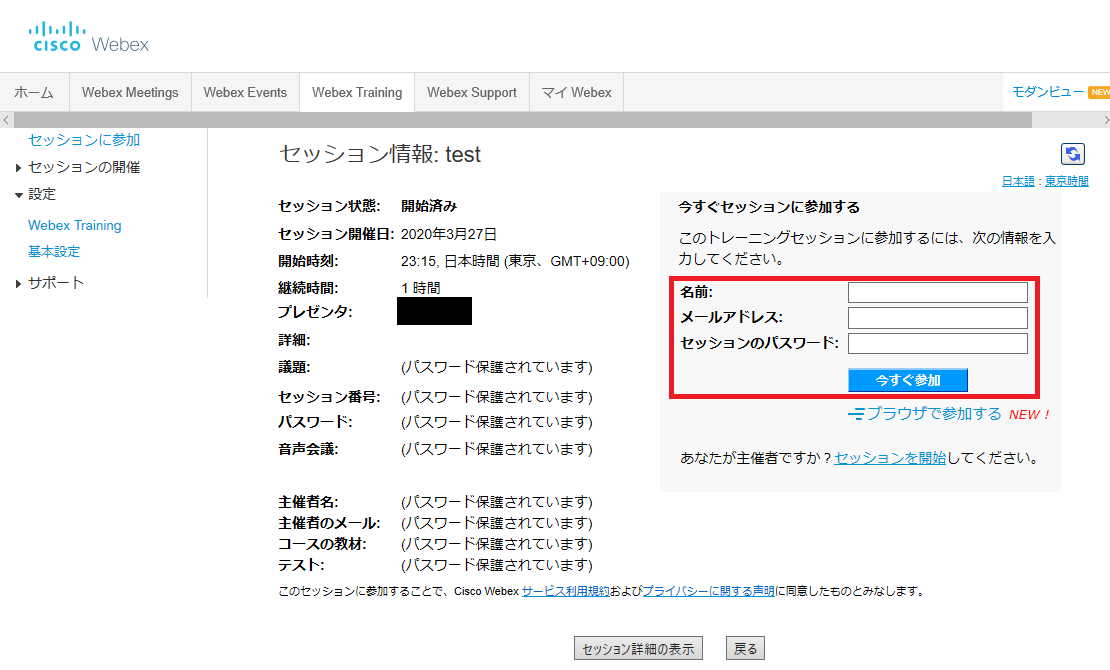 CISCO Webex
ホーム Webex Meetings Webex Events Webex Training Webex Support マイ Webex モダンビュー NEW
セッションに参加
セッションの開催
設定
Webex Training
基本設定
サポート
セッション情報: test
日本語 : 東京時間
セッション状態: 開始済み
セッション開催日: 2020年3月27日
開始時刻: 23:15, 日本時間 (東京、GMT+09:00)
継続時間: 1 時間
プレゼンタ:
詳細:
議題: (パスワード保護されています)
セッション番号: (パスワード保護されています)
パスワード: (パスワード保護されています)
音声会議: (パスワード保護されています)
主催者名: (パスワード保護されています)
主催者のメール: (パスワード保護されています)
コースの教材: (パスワード保護されています)
テスト: (パスワード保護されています)
今すぐセッションに参加する
このトレーニングセッションに参加するには、次の情報を入
力してください。
名前:
メールアドレス:
セッションのパスワード:
今すぐ参加
ブラウザで参加する NEW !
あなたが主催者ですか？セッションを開始してください。
このセッションに参加することで、Cisco Webex サービス利用規約およびプライバシーに関する声明に同意したものとみなします。
セッション詳細の表示 戻る